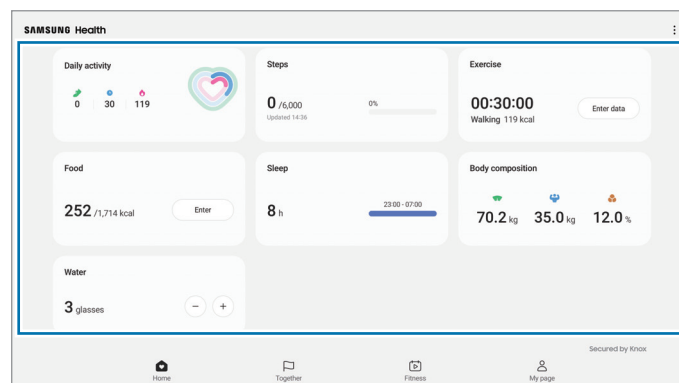 SAMSUNG Health
Daily activity
0 30 119
Steps
0 /6,000
0%
Updated 14:36
Exercise
00:30:00
Walking 119 kcal
Enter data
Food
252 /1,714 kcal
Enter
Sleep
8 h
23:00 - 07:00
Body composition
70.2 kg 35.0 kg 12.0 %
Water
3 glasses
− +
Secured by Knox
Home Together Fitness My page